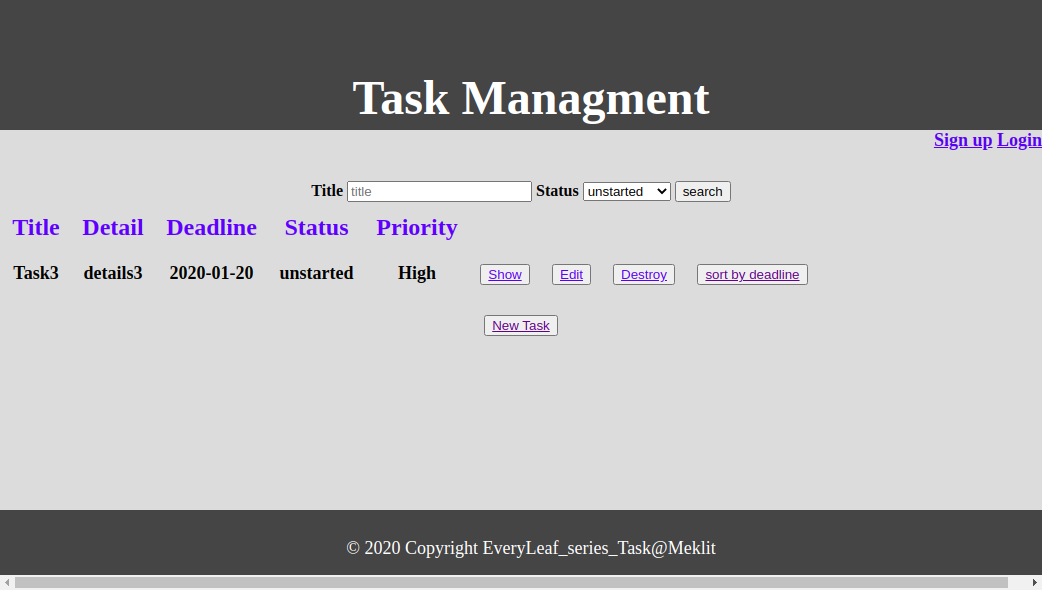 Task Managment
Sign up Login
Title title Status unstarted search
Title Detail Deadline Status Priority
Task3 details3 2020-01-20 unstarted High Show Edit Destroy sort by deadline
New Task
© 2020 Copyright EveryLeaf_series_Task@Meklit